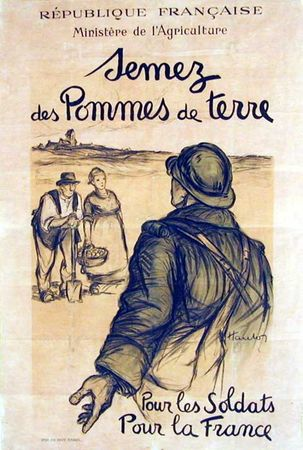 RÉPUBLIQUE FRANÇAISE
Ministère de l'Agriculture
Semez
des Pommes de terre
Pour les Soldats
Pour la France